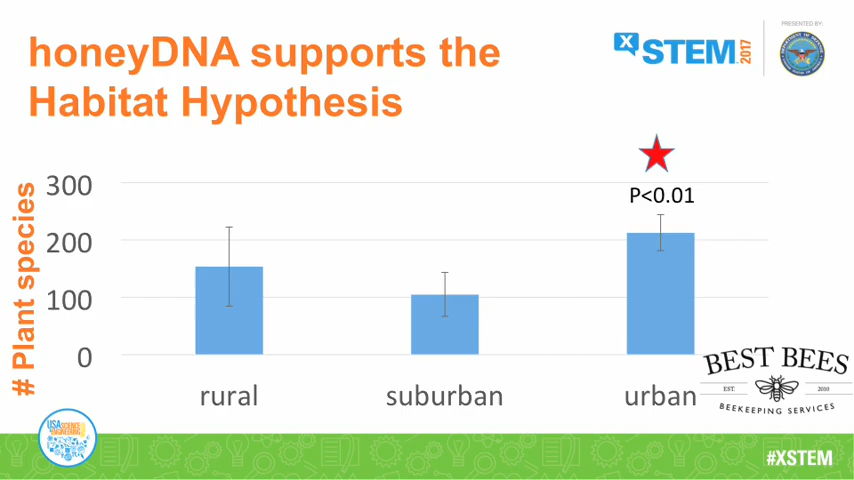 honeyDNA supports the
Habitat Hypothesis
X STEM 2017
PRESENTED BY:
# Plant species
300
200
100
0
P<0.01
rural
suburban
urban
BEST BEES
EST. 2010
BEEKEEPING SERVICES
USA SCIENCE
& ENGINEERING
#XSTEM